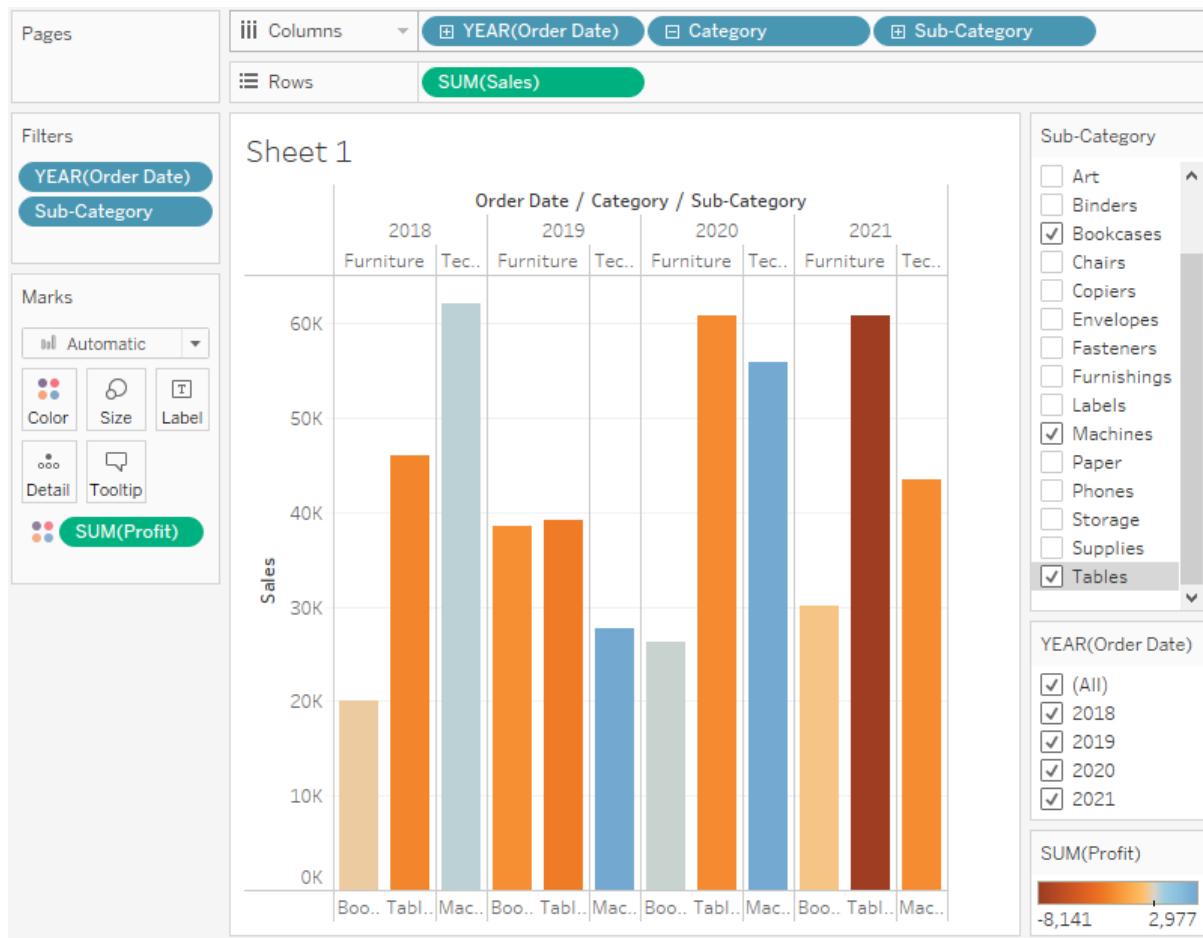 Pages
Columns
YEAR(Order Date)
Category
Sub-Category
Rows
SUM(Sales)
Filters
YEAR(Order Date)
Sub-Category
Marks
Automatic
Color Size Label
Detail Tooltip
SUM(Profit)
Sheet 1
Order Date / Category / Sub-Category
2018 2019 2020 2021
Furniture Tec.. Furniture Tec.. Furniture Tec.. Furniture Tec..
Sales
60K
50K
40K
30K
20K
10K
0K
Boo.. Tabl.. Mac.. Boo.. Tabl.. Mac.. Boo.. Tabl.. Mac.. Boo.. Tabl.. Mac..
Sub-Category
Art
Binders
Bookcases
Chairs
Copiers
Envelopes
Fasteners
Furnishings
Labels
Machines
Paper
Phones
Storage
Supplies
Tables
YEAR(Order Date)
(All)
2018
2019
2020
2021
SUM(Profit)
-8,141 2,977